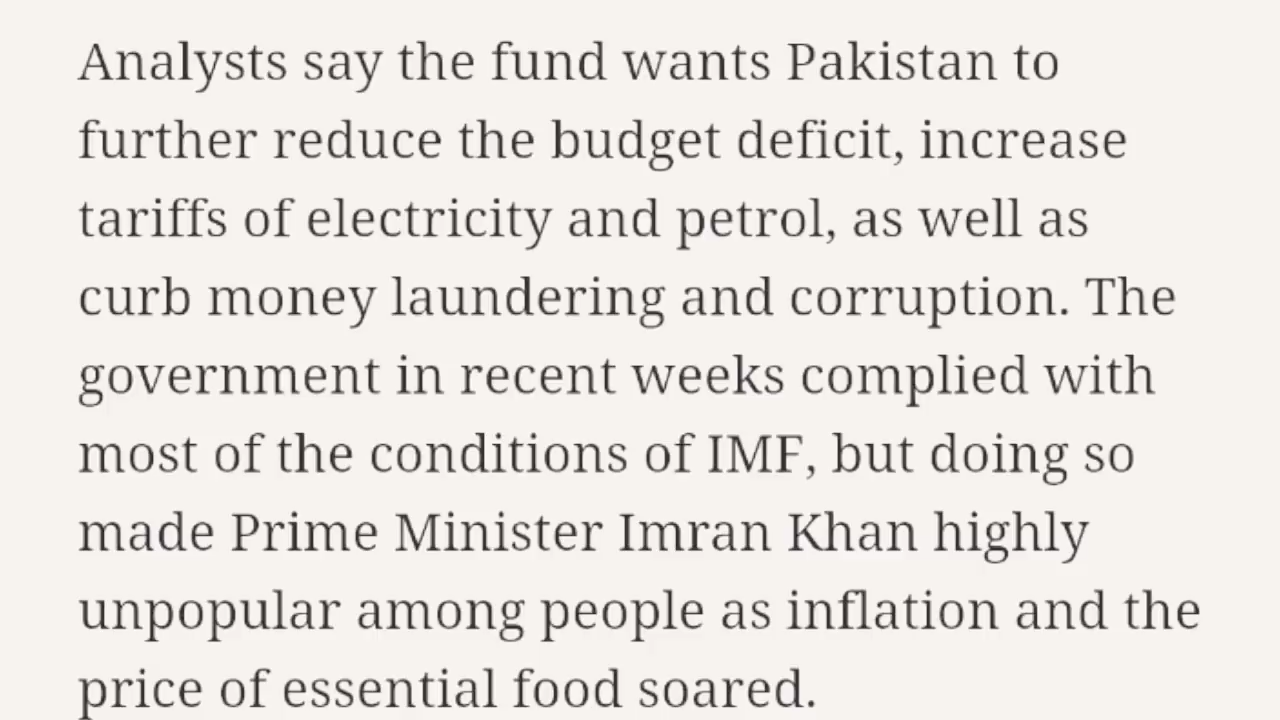 Analysts say the fund wants Pakistan to
further reduce the budget deficit, increase
tariffs of electricity and petrol, as well as
curb money laundering and corruption. The
government in recent weeks complied with
most of the conditions of IMF, but doing so
made Prime Minister Imran Khan highly
unpopular among people as inflation and the
price of essential food soared.